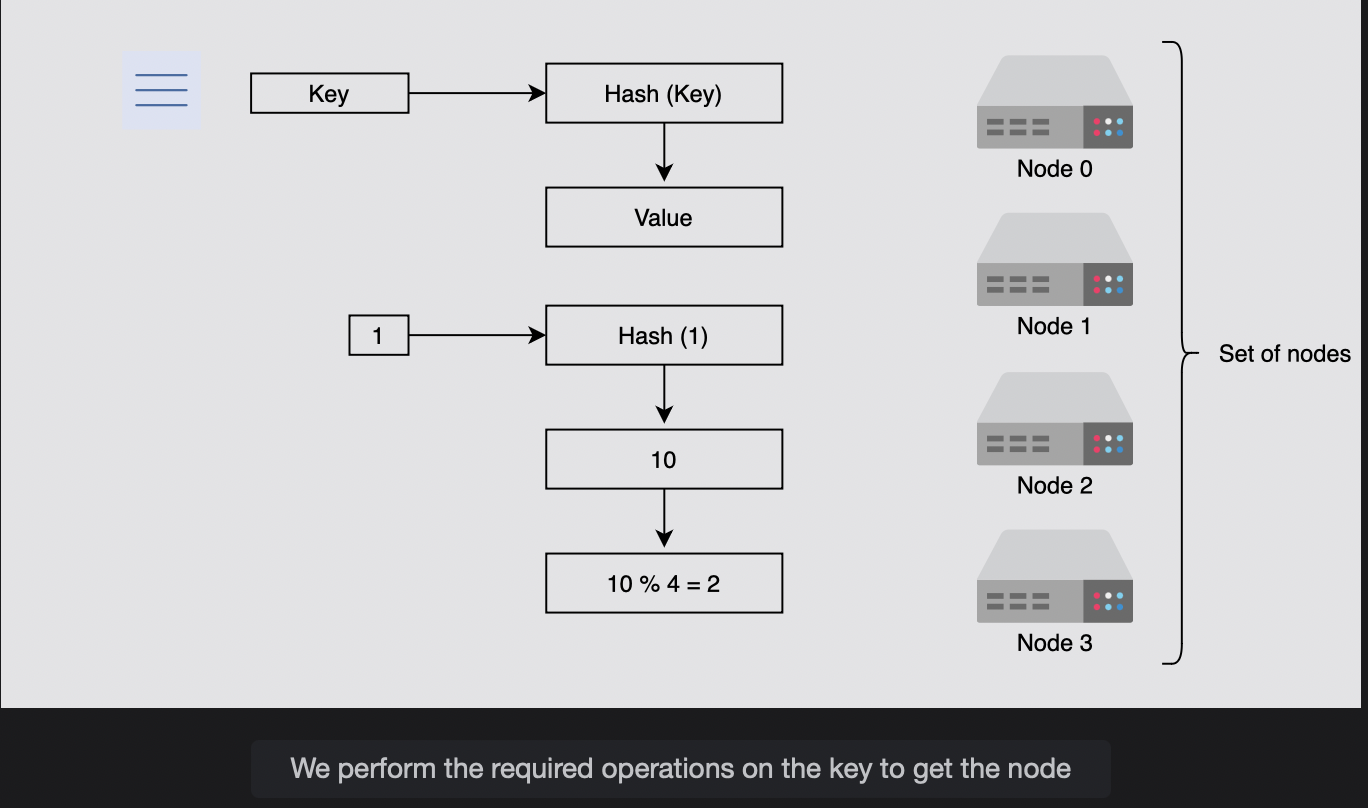 Key
Hash (Key)
Value
1
Hash (1)
10
10 % 4 = 2
Node 0
Node 1
Node 2
Node 3
Set of nodes
We perform the required operations on the key to get the node